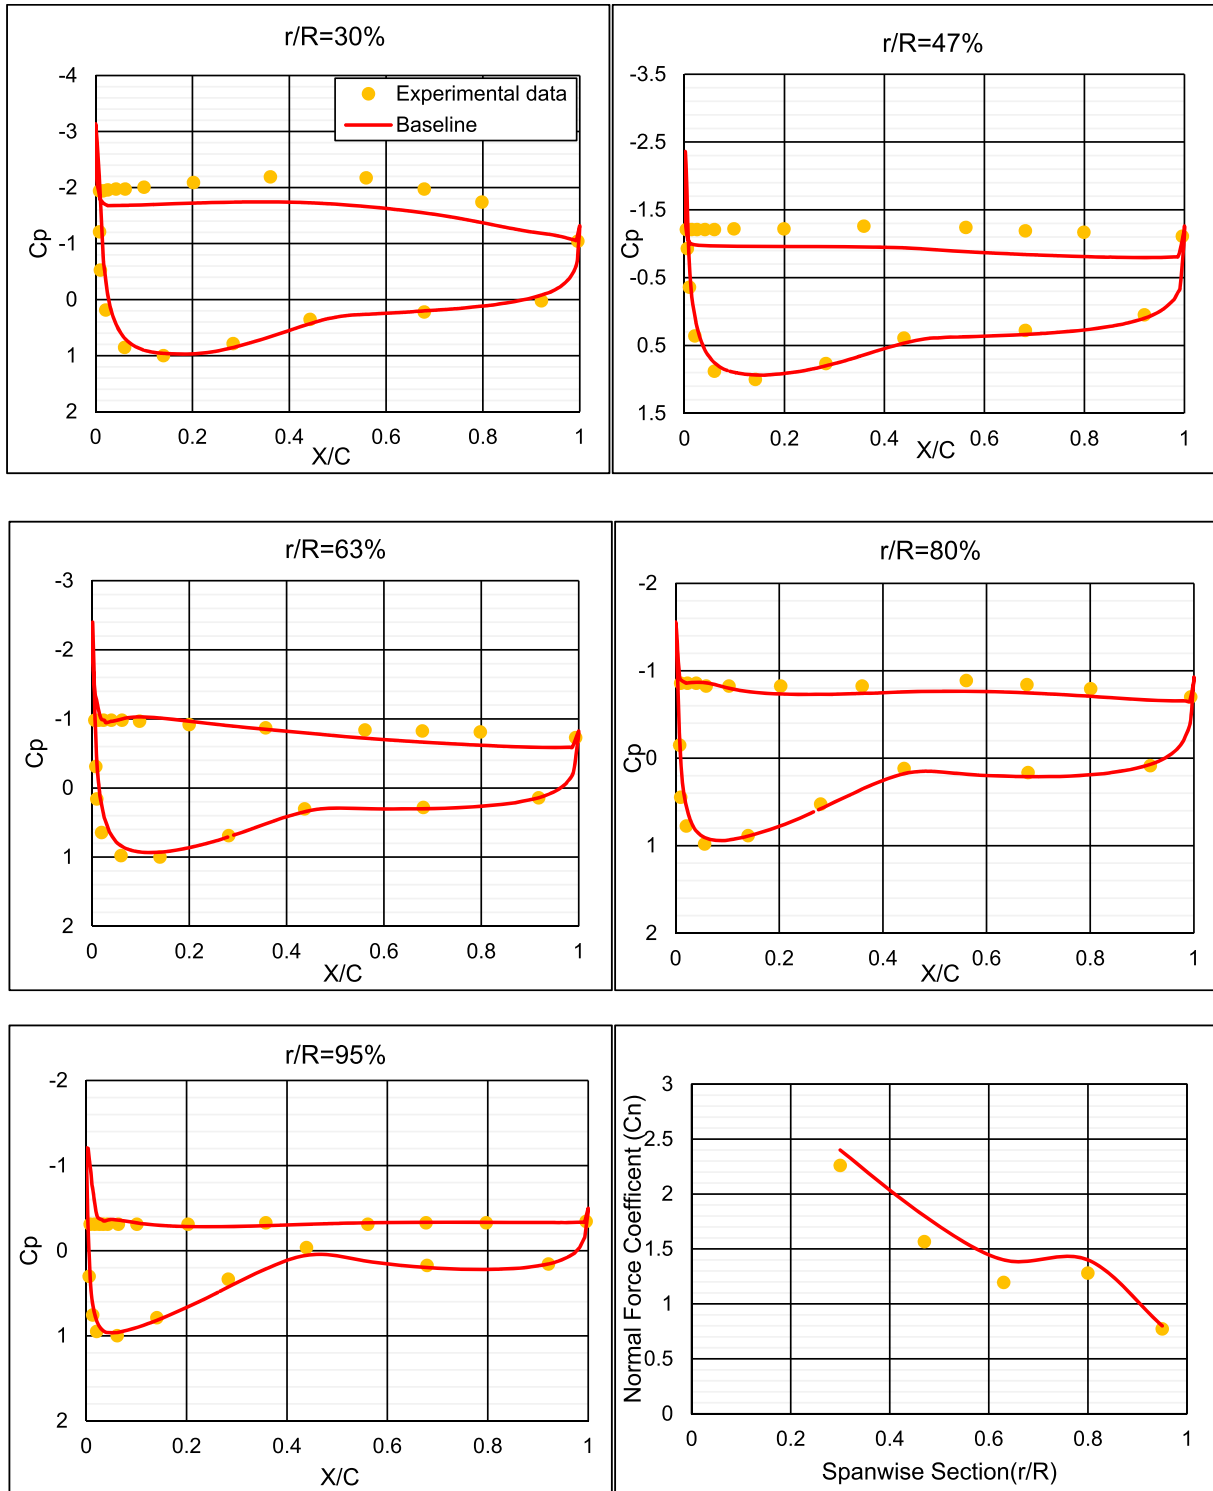 r/R=30%
-4
-3
-2
-1
0
1
2
Cp
Experimental data
Baseline
0 0.2 0.4 0.6 0.8 1
X/C
r/R=47%
-3.5
-2.5
-1.5
-0.5
0.5
1.5
Cp
0 0.2 0.4 0.6 0.8 1
X/C
r/R=63%
-3
-2
-1
0
1
2
Cp
0 0.2 0.4 0.6 0.8 1
X/C
r/R=80%
-2
-1
0
1
2
Cp
0 0.2 0.4 0.6 0.8 1
X/C
r/R=95%
-2
-1
0
1
2
Cp
0 0.2 0.4 0.6 0.8 1
X/C
3
2.5
2
1.5
1
0.5
0
Normal Force Coefficent (Cn)
0 0.2 0.4 0.6 0.8 1
Spanwise Section(r/R)